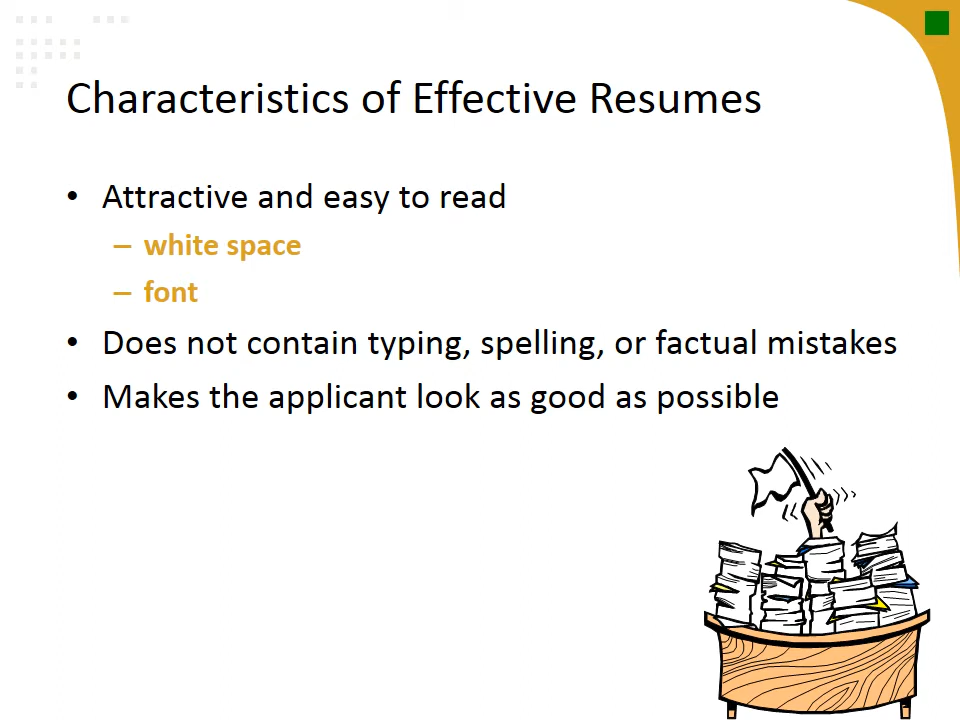 Characteristics of Effective Resumes
• Attractive and easy to read
– white space
– font
• Does not contain typing, spelling, or factual mistakes
• Makes the applicant look as good as possible